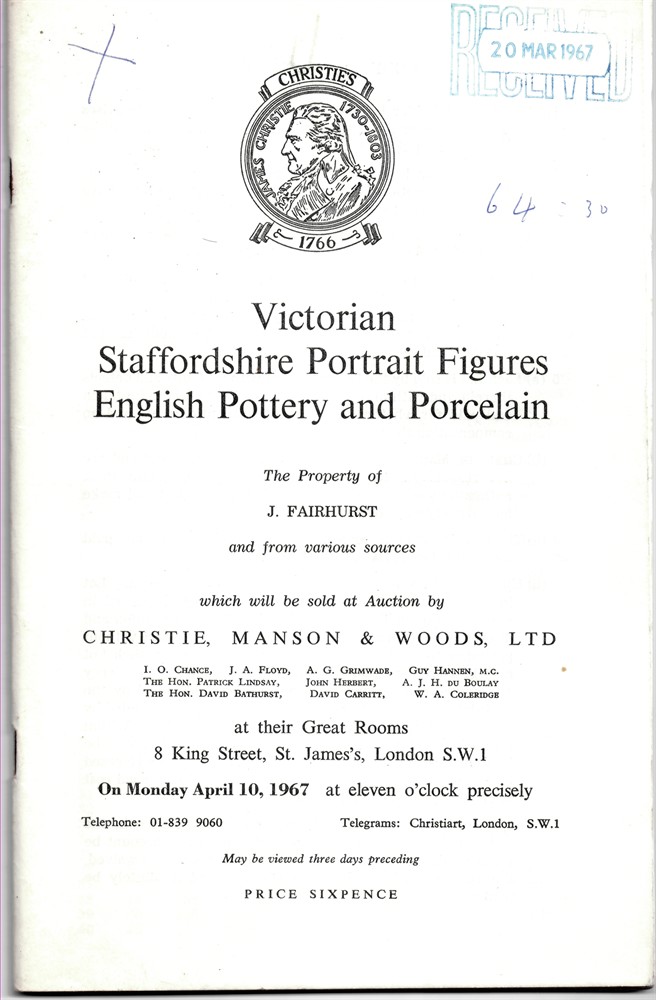 RECEIVED
20 MAR 1967
RECEIVED
CHRISTIE'S
JAMES CHRISTIE 1730-1803
1766
64 : 30
Victorian
Staffordshire Portrait Figures
English Pottery and Porcelain
The Property of
J. FAIRHURST
and from various sources
which will be sold at Auction by
CHRISTIE, MANSON & WOODS, LTD
I. O. CHANCE, J. A. FLOYD, A. G. GRIMWADE, GUY HANNEN, M.C.
THE HON. PATRICK LINDSAY, JOHN HERBERT, A. J. H. DU BOULAY
THE HON. DAVID BATHURST, DAVID CARRITT, W. A. COLERIDGE
at their Great Rooms
8 King Street, St. James's, London S.W.1
On Monday April 10, 1967 at eleven o'clock precisely
Telephone: 01-839 9060 Telegrams: Christiart, London, S.W.1
May be viewed three days preceding
PRICE SIXPENCE